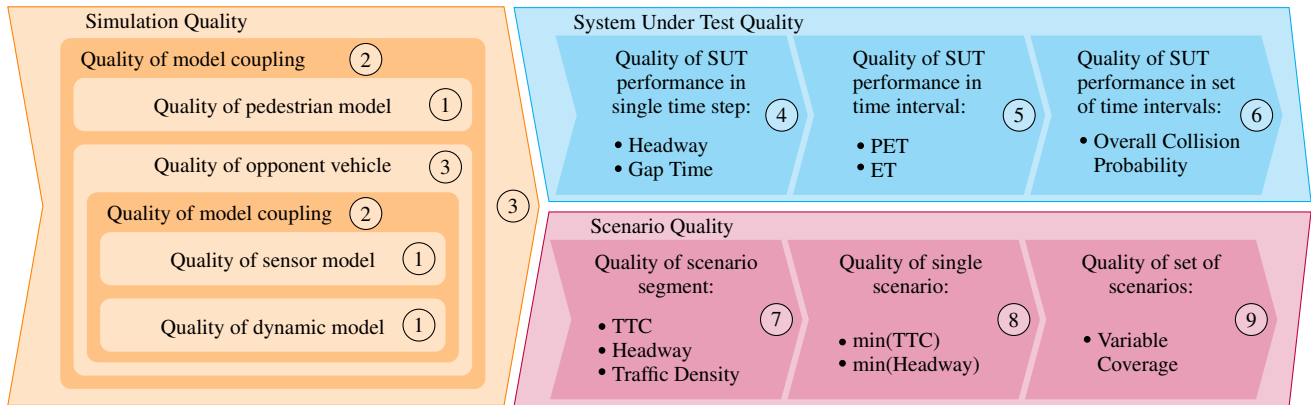 Simulation Quality
Quality of model coupling 2
Quality of pedestrian model 1
Quality of opponent vehicle 3
Quality of model coupling 2
Quality of sensor model 1
Quality of dynamic model 1
3
System Under Test Quality
Quality of SUT
performance in
single time step:
• Headway
• Gap Time
4
Quality of SUT
performance in
time interval:
• PET
• ET
5
Quality of SUT
performance in set
of time intervals:
• Overall Collision
Probability
6
Scenario Quality
Quality of scenario
segment:
• TTC
• Headway
• Traffic Density
7
Quality of single
scenario:
• min(TTC)
• min(Headway)
8
Quality of set of
scenarios:
• Variable
Coverage
9